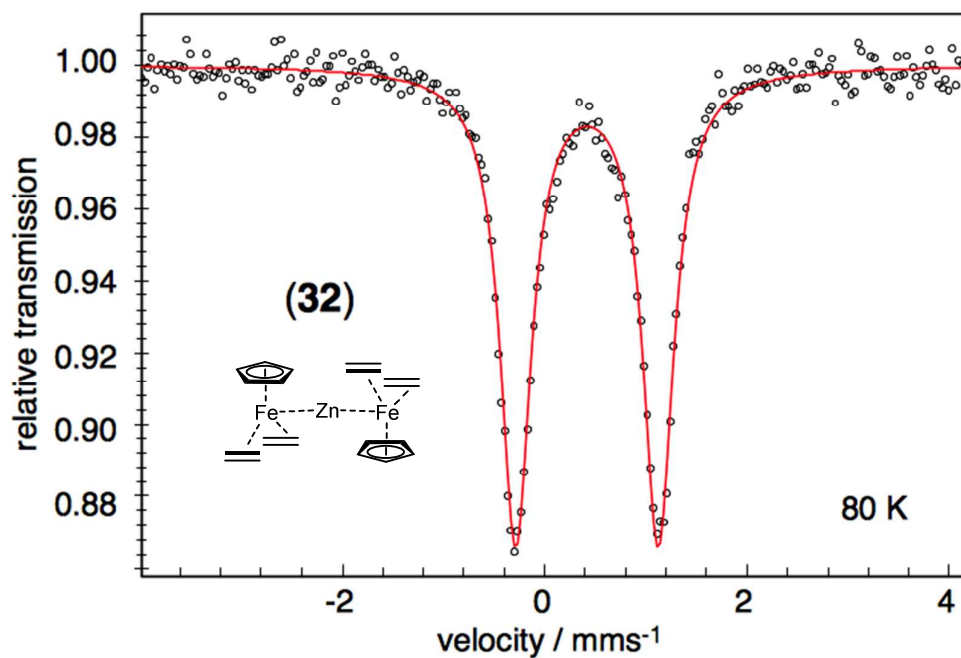 1.00
0.98
0.96
0.94
0.92
0.90
0.88
relative transmission
(32)
Fe Zn Fe
80 K
-2 0 2 4
velocity / mms-1